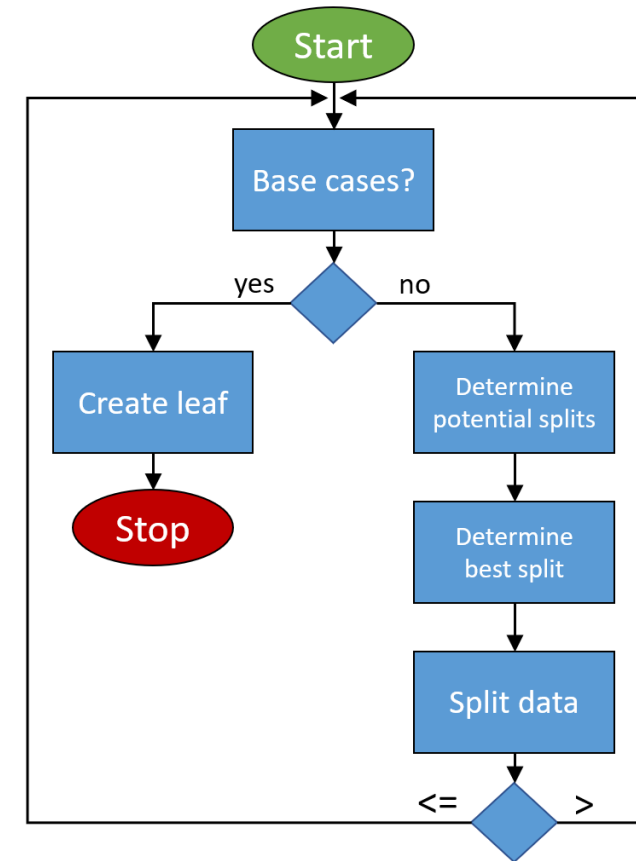 Start
Base cases?
yes
no
Create leaf
Determine
potential splits
Stop
Determine
best split
Split data
<=
>